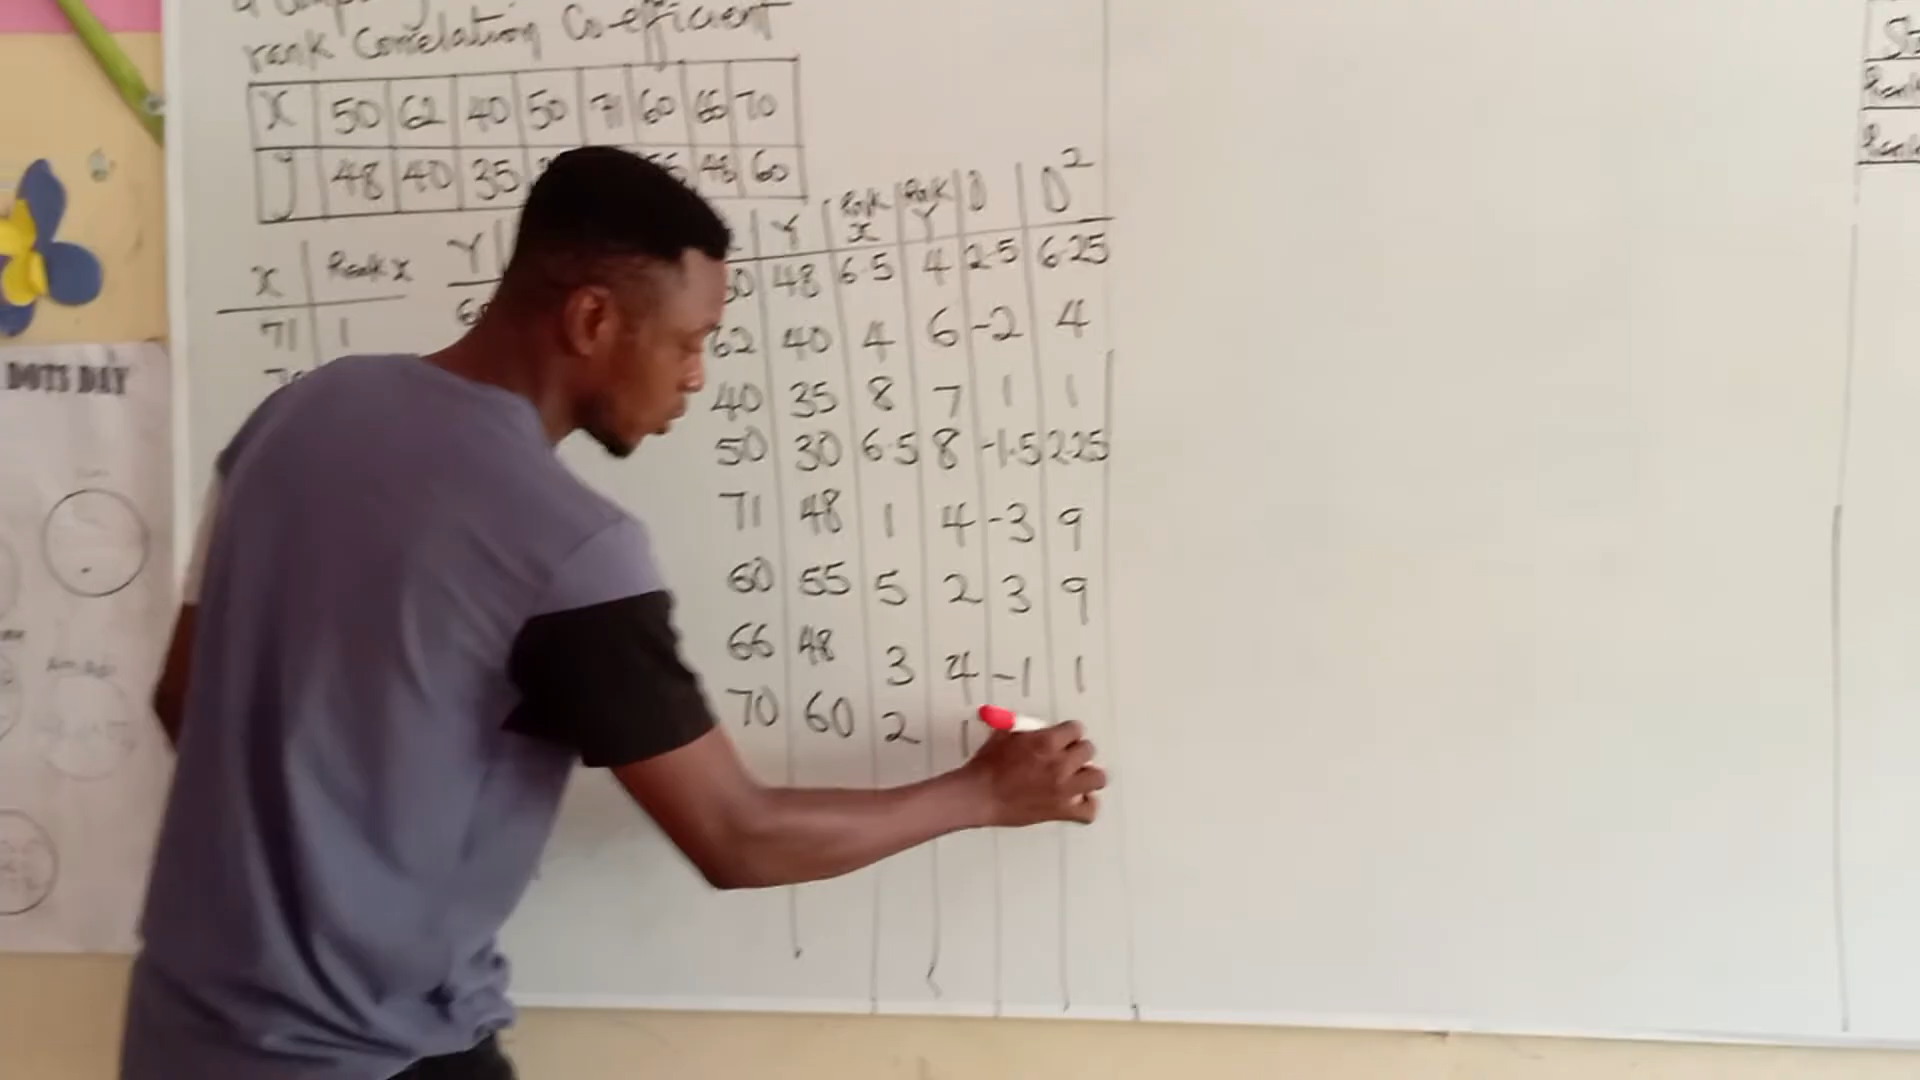 rank Correlation Co-efficient
x 50 62 40 50 71 60 66 70
y 48 40 35 48 60
x Rank x Y
71 1
Y Rank x Rank Y D D²
50 48 6.5 4 2.5 6.25
62 40 4 6 -2 4
40 35 8 7 1 1
50 30 6.5 8 -1.5 2.25
71 48 1 4 -3 9
60 55 5 2 3 9
66 48 3 4 -1 1
70 60 2 1
DOTS DAY